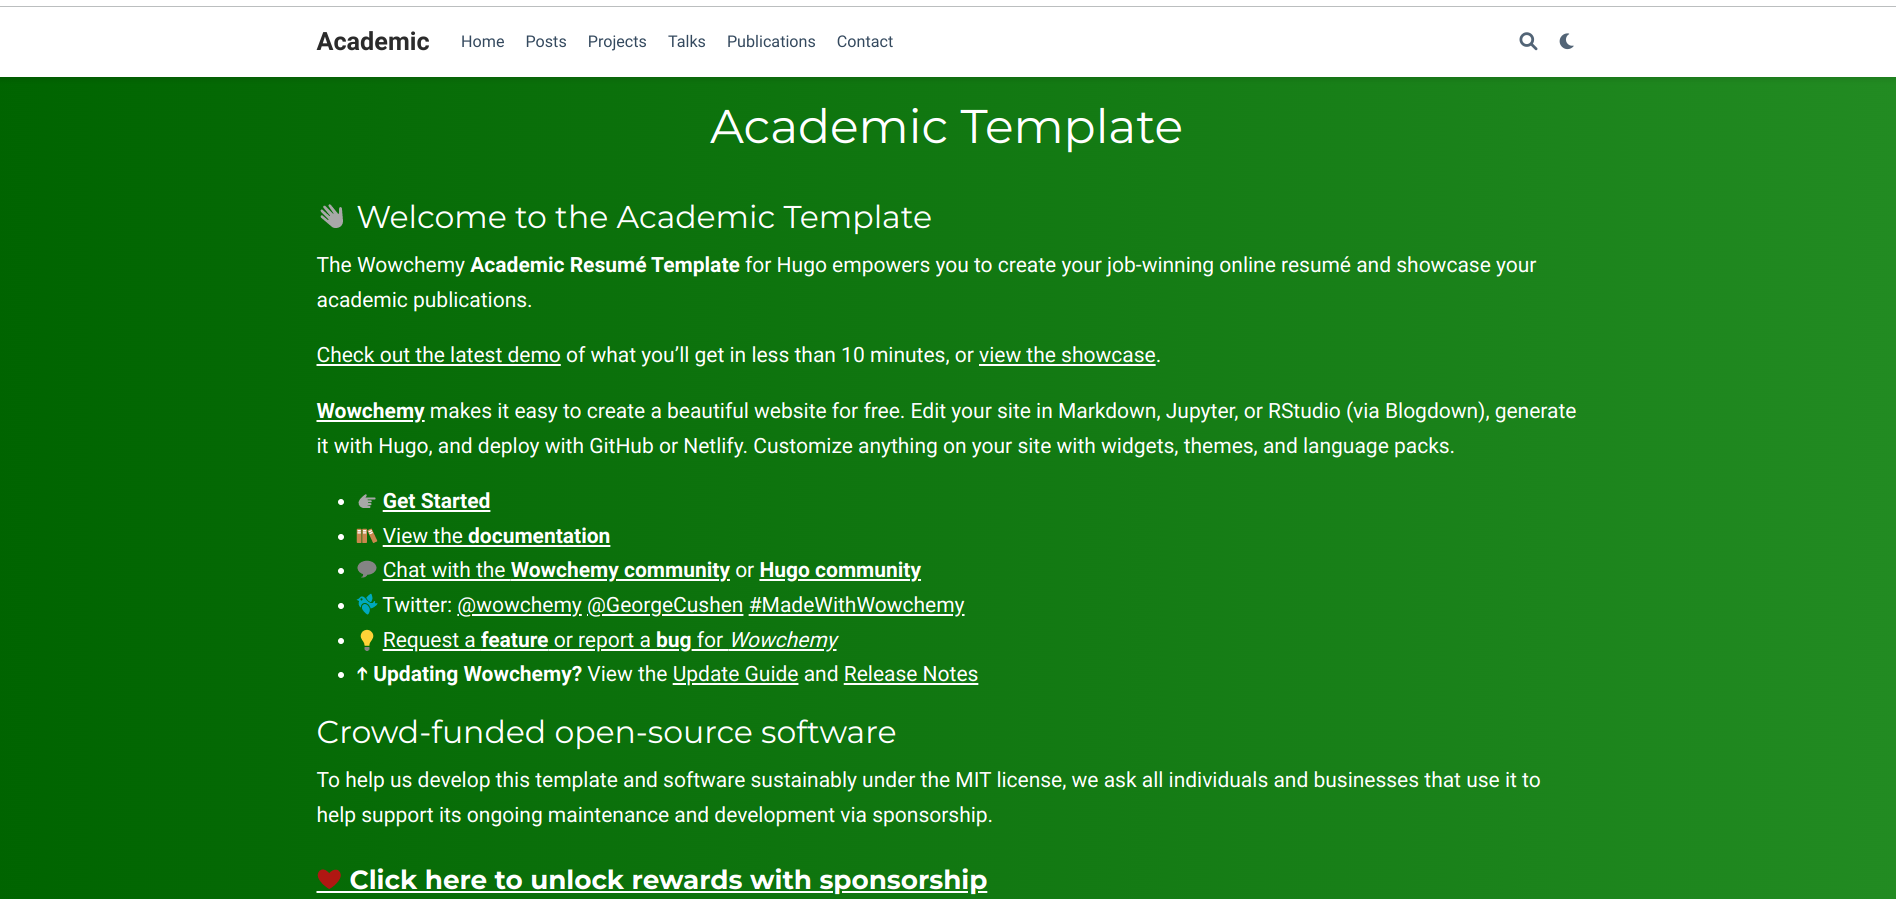 Academic Home Posts Projects Talks Publications Contact
Academic Template
👋 Welcome to the Academic Template
The Wowchemy Academic Resumé Template for Hugo empowers you to create your job-winning online resumé and showcase your
academic publications.
Check out the latest demo of what you’ll get in less than 10 minutes, or view the showcase.
Wowchemy makes it easy to create a beautiful website for free. Edit your site in Markdown, Jupyter, or RStudio (via Blogdown), generate
it with Hugo, and deploy with GitHub or Netlify. Customize anything on your site with widgets, themes, and language packs.
• 👉 Get Started
• 📚 View the documentation
• 💬 Chat with the Wowchemy community or Hugo community
• 🐦 Twitter: @wowchemy @GeorgeCushen #MadeWithWowchemy
• 💡 Request a feature or report a bug for Wowchemy
• ⬆️ Updating Wowchemy? View the Update Guide and Release Notes
Crowd-funded open-source software
To help us develop this template and software sustainably under the MIT license, we ask all individuals and businesses that use it to
help support its ongoing maintenance and development via sponsorship.
❤️ Click here to unlock rewards with sponsorship